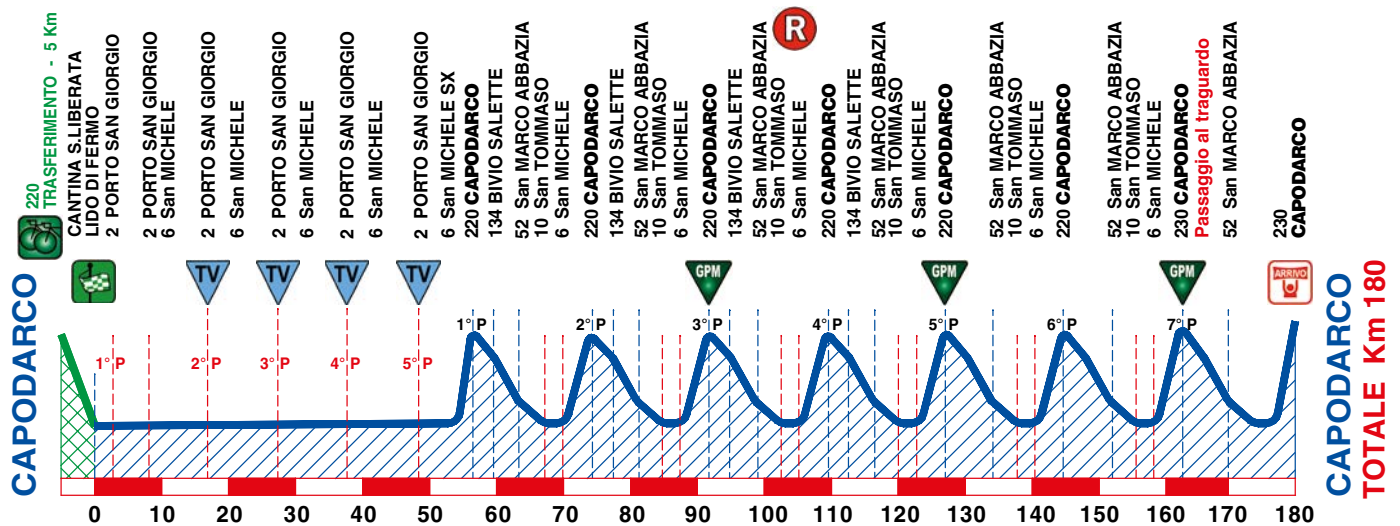 220
TRASFERIMENTO - 5 Km
CANTINA S.LIBERATA
LIDO DI FERMO
2 PORTO SAN GIORGIO
2 PORTO SAN GIORGIO
6 San MICHELE
2 PORTO SAN GIORGIO
6 San MICHELE
2 PORTO SAN GIORGIO
6 San MICHELE
2 PORTO SAN GIORGIO
6 San MICHELE
2 PORTO SAN GIORGIO
6 San MICHELE SX
220 CAPODARCO
134 BIVIO SALETTE
52 San MARCO ABBAZIA
10 San TOMMASO
6 San MICHELE
220 CAPODARCO
134 BIVIO SALETTE
52 San MARCO ABBAZIA
10 San TOMMASO
6 San MICHELE
220 CAPODARCO
134 BIVIO SALETTE
52 San MARCO ABBAZIA
10 San TOMMASO
6 San MICHELE
220 CAPODARCO
134 BIVIO SALETTE
52 San MARCO ABBAZIA
10 San TOMMASO
6 San MICHELE
220 CAPODARCO
52 San MARCO ABBAZIA
10 San TOMMASO
6 San MICHELE
220 CAPODARCO
52 San MARCO ABBAZIA
10 San TOMMASO
6 San MICHELE
230 CAPODARCO
Passaggio al traguardo
52 San MARCO ABBAZIA
230
CAPODARCO
R
TV
TV
TV
TV
GPM
GPM
GPM
ARRIVO
1° P
2° P
3° P
4° P
5° P
1° P
2° P
3° P
4° P
5° P
6° P
7° P
CAPODARCO
CAPODARCO
TOTALE Km 180
0 10 20 30 40 50 60 70 80 90 100 110 120 130 140 150 160 170 180